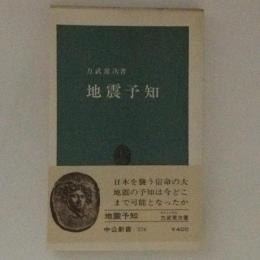 力武常次著
地震予知
日本を襲う宿命の大
地震の予知は今どこ
まで可能となったか
地震予知
力武常次著
中公新書
¥400